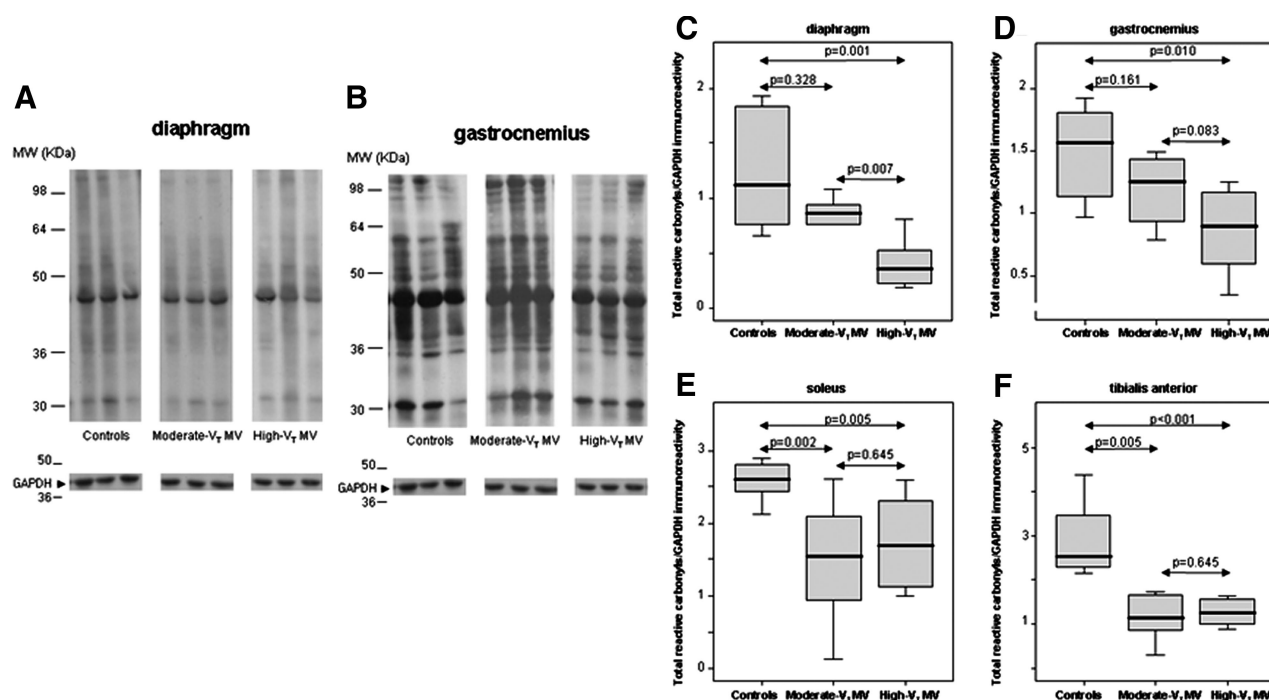 A
diaphragm
MW (KDa)
98
64
50
36
30
Controls Moderate-VT MV High-VT MV
50
GAPDH
36
B
gastrocnemius
MW (KDa)
98
64
50
36
30
Controls Moderate-VT MV High-VT MV
50
GAPDH
36
C
diaphragm
Total reactive carbonyls/GAPDH immunoreactivity
p=0.001
p=0.328
p=0.007
2
1
0
Controls Moderate-VT MV High-VT MV
D
gastrocnemius
Total reactive carbonyls/GAPDH immunoreactivity
p=0.010
p=0.161
p=0.083
2
1.5
1
0.5
Controls Moderate-VT MV High-VT MV
E
soleus
Total reactive carbonyls/GAPDH immunoreactivity
p=0.005
p=0.002
p=0.645
3
2
1
0
Controls Moderate-VT MV High-VT MV
F
tibialis anterior
Total reactive carbonyls/GAPDH immunoreactivity
p<0.001
p=0.005
p=0.645
5
3
1
Controls Moderate-VT MV High-VT MV